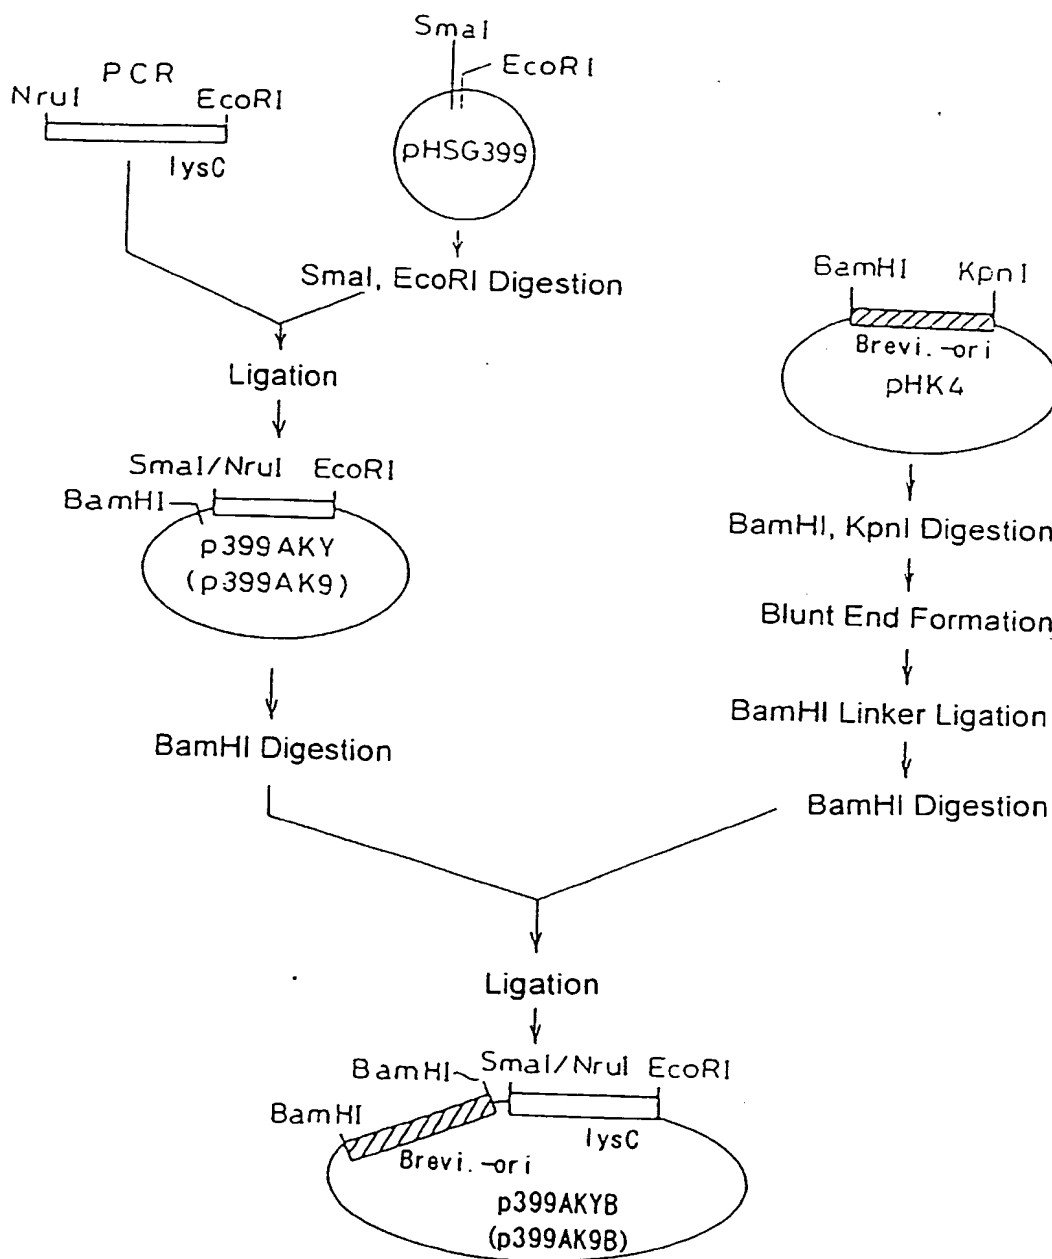 SmaI
EcoRI
PCR
NruI EcoRI
lysC
pHSG399
SmaI, EcoRI Digestion
Ligation
SmaI/NruI EcoRI
BamHI
p399AKY
(p399AK9)
BamHI Digestion
BamHI KpnI
Brevi.-ori
pHK4
BamHI, KpnI Digestion
Blunt End Formation
BamHI Linker Ligation
BamHI Digestion
Ligation
BamHI SmaI/NruI EcoRI
BamHI
lysC
Brevi.-ori
p399AKYB
(p399AK9B)